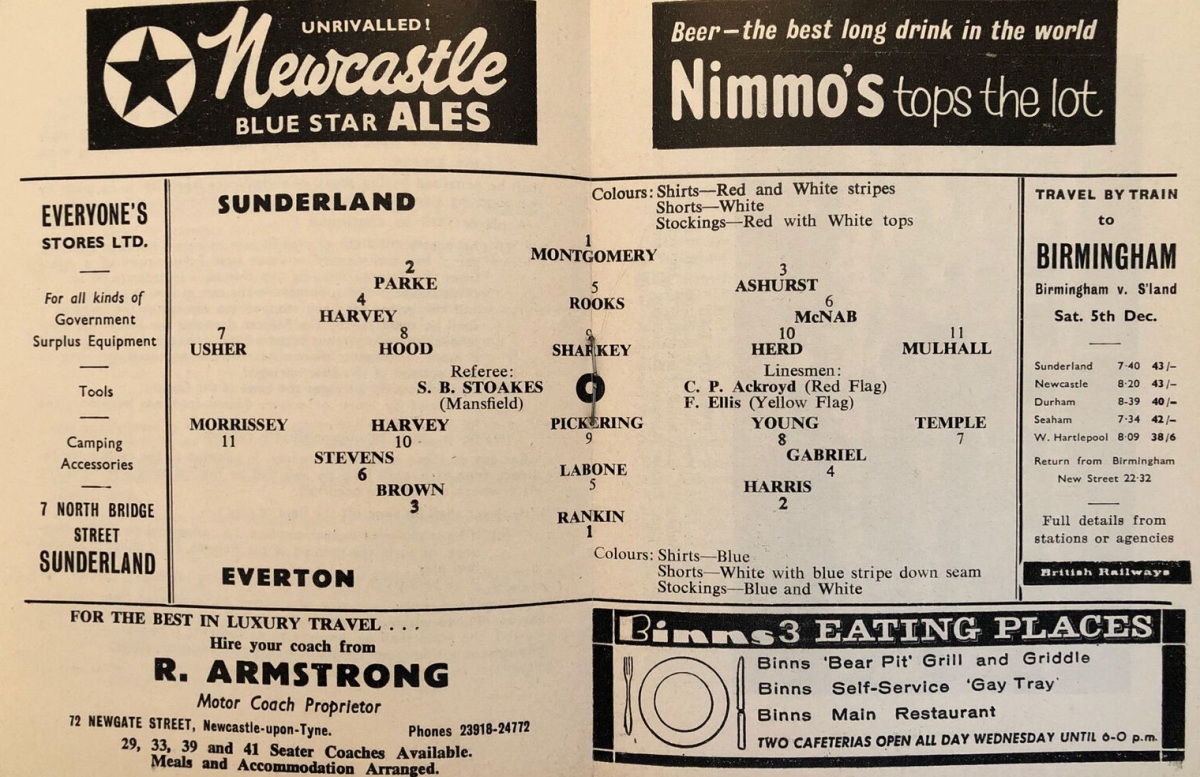 UNRIVALLED!
Newcastle
BLUE STAR ALES
Beer—the best long drink in the world
Nimmo's tops the lot
EVERYONE'S
STORES LTD.
For all kinds of
Government
Surplus Equipment
Tools
Camping
Accessories
7 NORTH BRIDGE
STREET
SUNDERLAND
SUNDERLAND
Colours: Shirts—Red and White stripes
Shorts—White
Stockings—Red with White tops
1
MONTGOMERY
2
PARKE
3
ASHURST
5
ROOKS
4
HARVEY
6
McNAB
7
USHER
8
HOOD
9
SHARKEY
10
HERD
11
MULHALL
Referee:
S. B. STOAKES
(Mansfield)
Linesmen:
C. P. Ackroyd (Red Flag)
F. Ellis (Yellow Flag)
MORRISSEY
11
HARVEY
10
PICKERING
9
YOUNG
8
TEMPLE
7
STEVENS
6
GABRIEL
4
LABONE
5
BROWN
3
HARRIS
2
RANKIN
1
EVERTON
Colours: Shirts—Blue
Shorts—White with blue stripe down seam
Stockings—Blue and White
TRAVEL BY TRAIN
to
BIRMINGHAM
Birmingham v. S'land
Sat. 5th Dec.
Sunderland 7·40 43/-
Newcastle 8·20 43/-
Durham 8·39 40/-
Seaham 7·34 42/-
W. Hartlepool 8·09 38/6
Return from Birmingham
New Street 22·32
Full details from
stations or agencies
British Railways
FOR THE BEST IN LUXURY TRAVEL . . .
Hire your coach from
R. ARMSTRONG
Motor Coach Proprietor
72 NEWGATE STREET, Newcastle-upon-Tyne. Phones 23918-24772
29, 33, 39 and 41 Seater Coaches Available.
Meals and Accommodation Arranged.
Binns 3 EATING PLACES
Binns 'Bear Pit' Grill and Griddle
Binns Self-Service 'Gay Tray'
Binns Main Restaurant
TWO CAFETERIAS OPEN ALL DAY WEDNESDAY UNTIL 6-0 p.m.